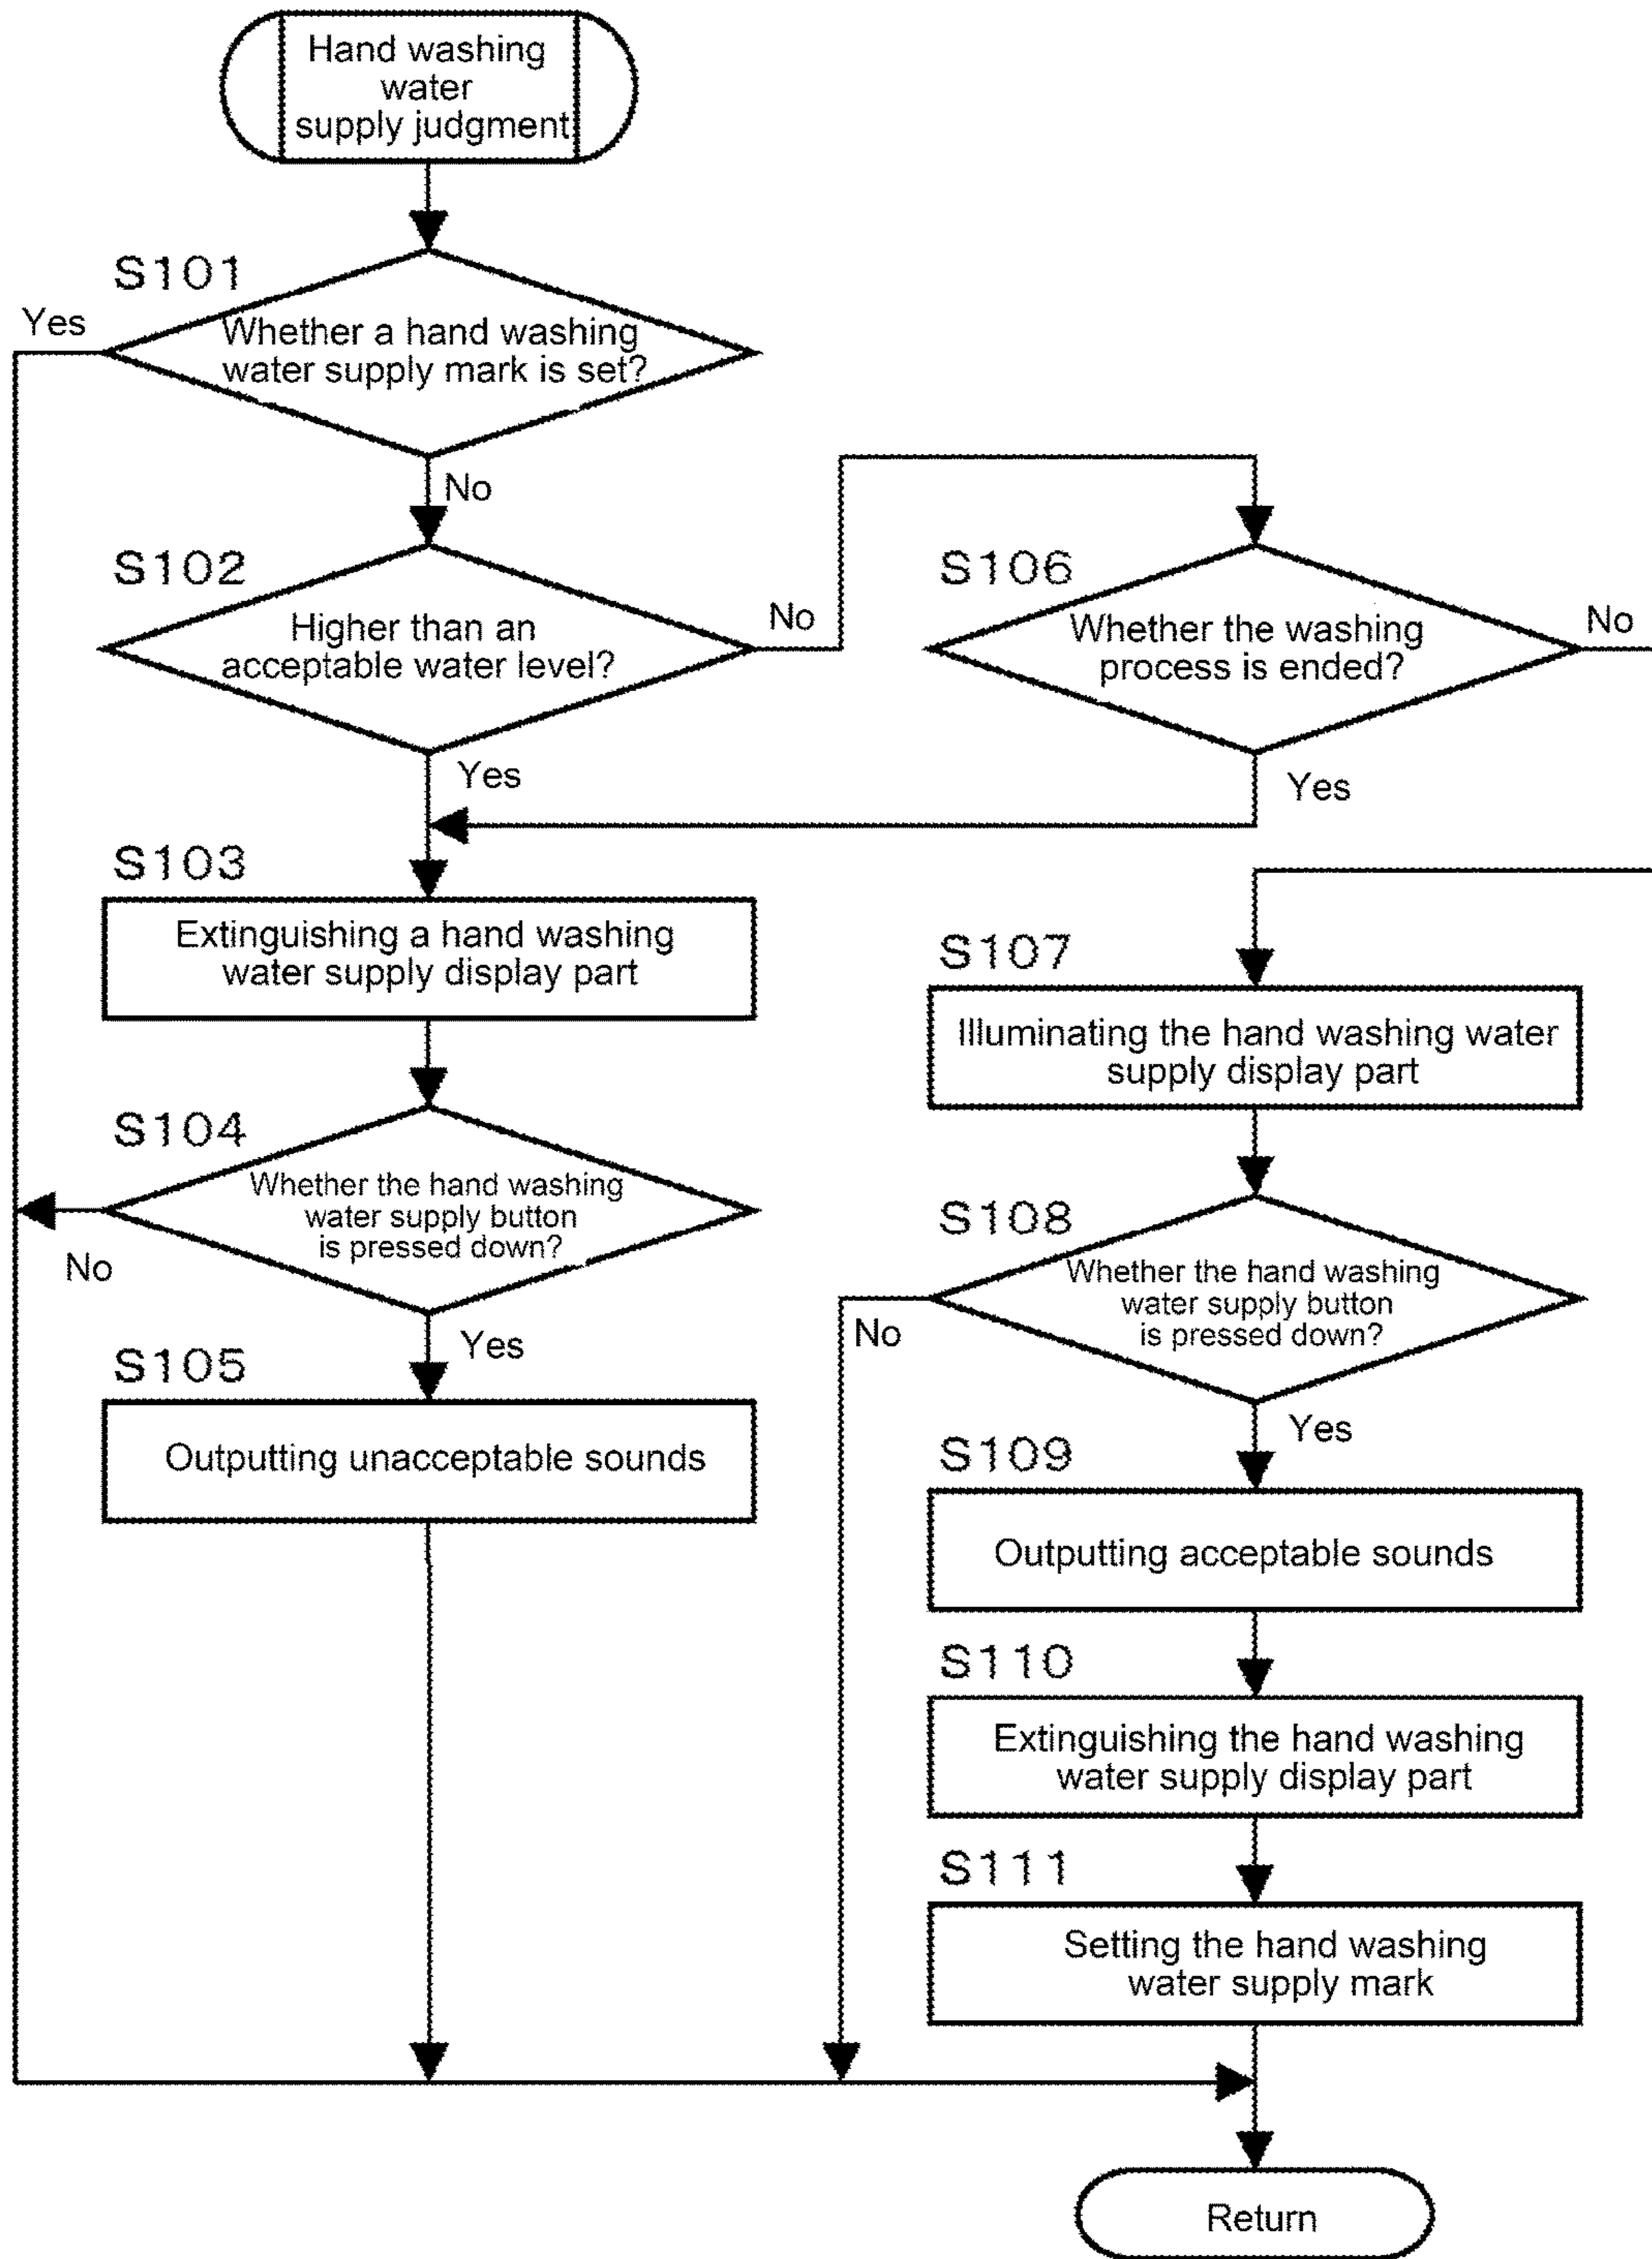 Hand washing
water
supply judgment
S101
Yes
Whether a hand washing
water supply mark is set?
No
S102
Higher than an
acceptable water level?
No
Yes
S106
Whether the washing
process is ended?
No
Yes
S103
Extinguishing a hand washing
water supply display part
S104
Whether the hand washing
water supply button
is pressed down?
No
Yes
S105
Outputting unacceptable sounds
S107
Illuminating the hand washing water
supply display part
S108
Whether the hand washing
water supply button
is pressed down?
No
Yes
S109
Outputting acceptable sounds
S110
Extinguishing the hand washing
water supply display part
S111
Setting the hand washing
water supply mark
Return